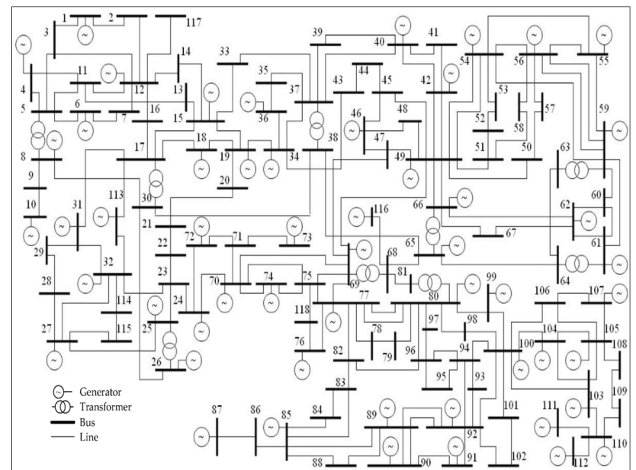 1 2 117
3
4 11 12 14 13
5 6 7 16 15
8 17 18 19
9 10
33 35 37 36 34
39 40 41
43 44 45 42
46 48 47 49
38
54 56 55
53 52 58 57
51 50
59 63 60 62 61 64
31 113 30 20
29 32 21 22
28 114 23
27 115 25 24 26
72 71 73
70 74 75
116 68 65 66 67
69 81 80
118 76 77 78 79
82 96 97 98 99
94 95 93 100
106 107 104 105
108 109 103
83 84 85
87 86 88
89 90 91 92
101 102
111 112 110
~ Generator
Transformer
Bus
Line